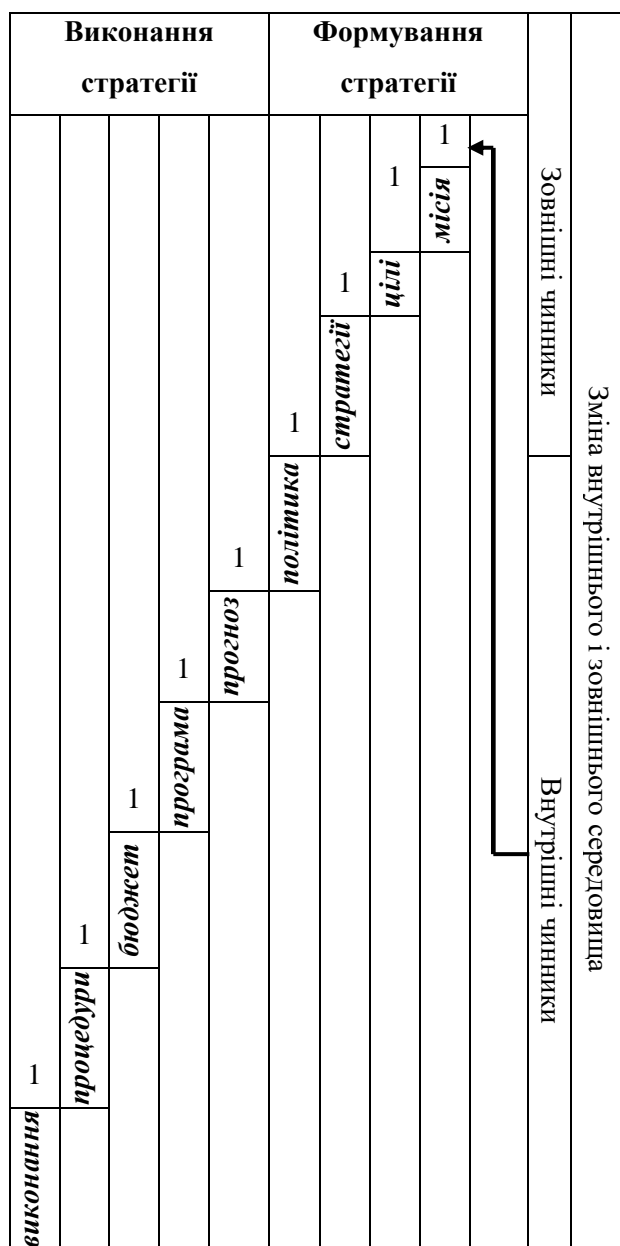 Виконання
стратегії
Формування
стратегії
1
місія
1
цілі
1
стратегії
1
політика
1
прогноз
1
програма
1
бюджет
1
процедури
1
виконання
Зовнішні чинники
Внутрішні чинники
Зміна внутрішнього і зовнішнього середовища